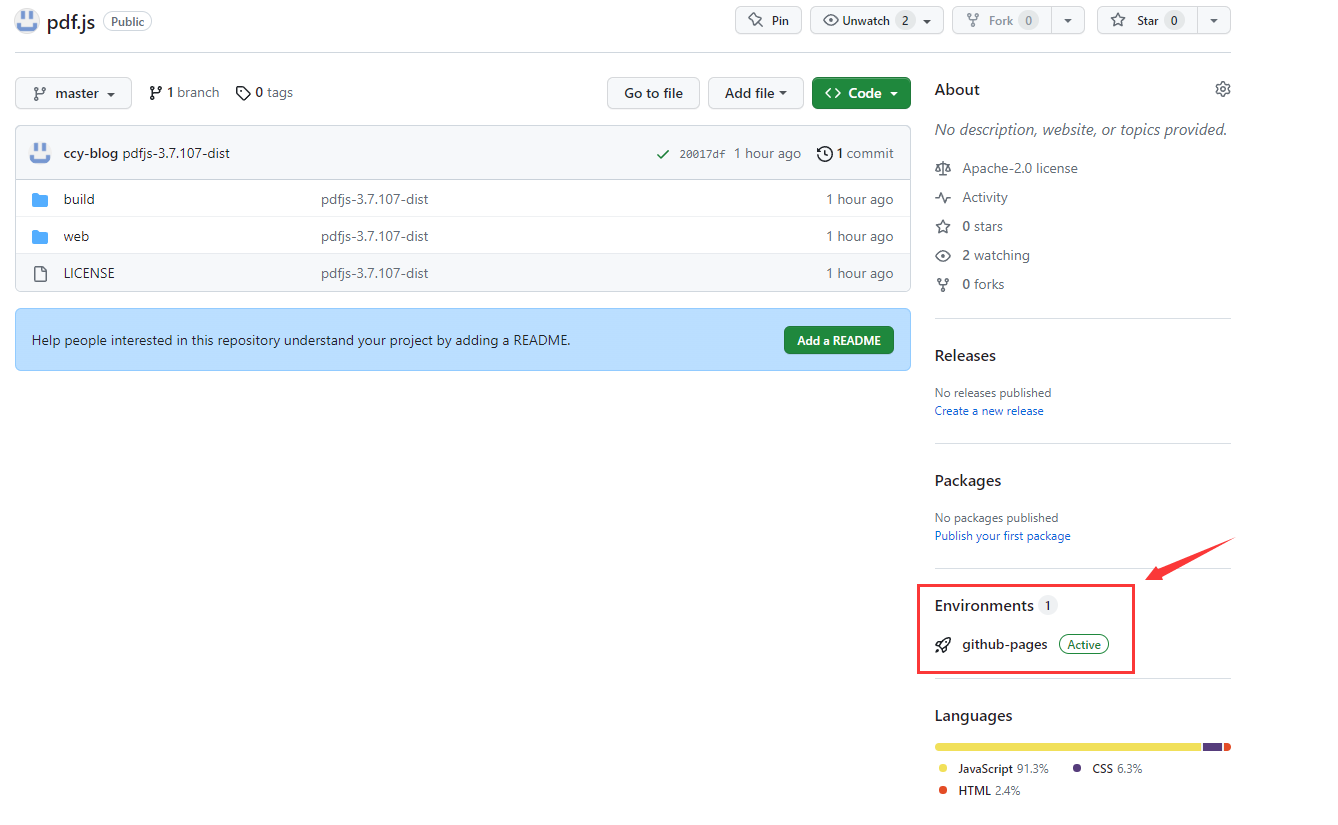 pdf.js Public Pin Unwatch 2 Fork 0 Star 0
master 1 branch 0 tags Go to file Add file Code
ccy-blog pdfjs-3.7.107-dist 20017df 1 hour ago 1 commit
build pdfjs-3.7.107-dist 1 hour ago
web pdfjs-3.7.107-dist 1 hour ago
LICENSE pdfjs-3.7.107-dist 1 hour ago
Help people interested in this repository understand your project by adding a README. Add a README
About
No description, website, or topics provided.
Apache-2.0 license
Activity
0 stars
2 watching
0 forks
Releases
No releases published
Create a new release
Packages
No packages published
Publish your first package
Environments 1
github-pages Active
Languages
JavaScript 91.3% CSS 6.3%
HTML 2.4%